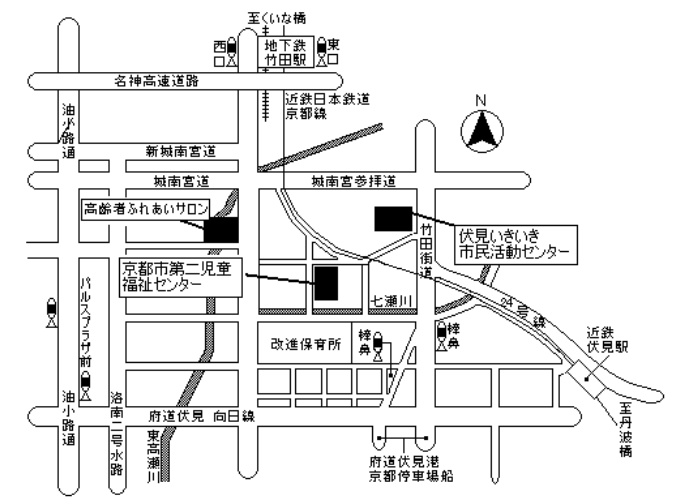 至くいな橋
西口
地下鉄
竹田駅
東口
名神高速道路
近鉄日本鉄道
京都線
N
油小路通
新城南宮道
城南宮道
城南宮参拝道
高齢者ふれあいサロン
竹田街道
伏見いきいき
市民活動センター
京都市第二児童
福祉センター
パルスプラザ前
七瀬川
24号線
改進保育所
棒鼻
棒鼻
近鉄
伏見駅
油小路通
洛南二号水路
府道伏見 向日線
東高瀬川
至丹波橋
府道伏見港
京都停車場船